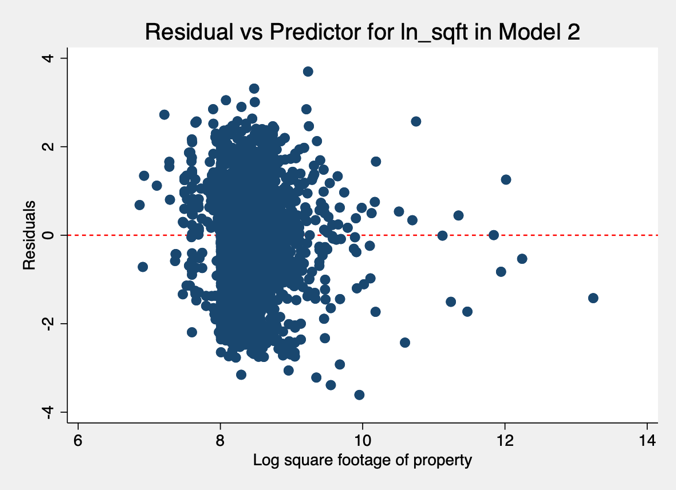 Residual vs Predictor for ln_sqft in Model 2
4
2
0
-2
-4
Residuals
6 8 10 12 14
Log square footage of property